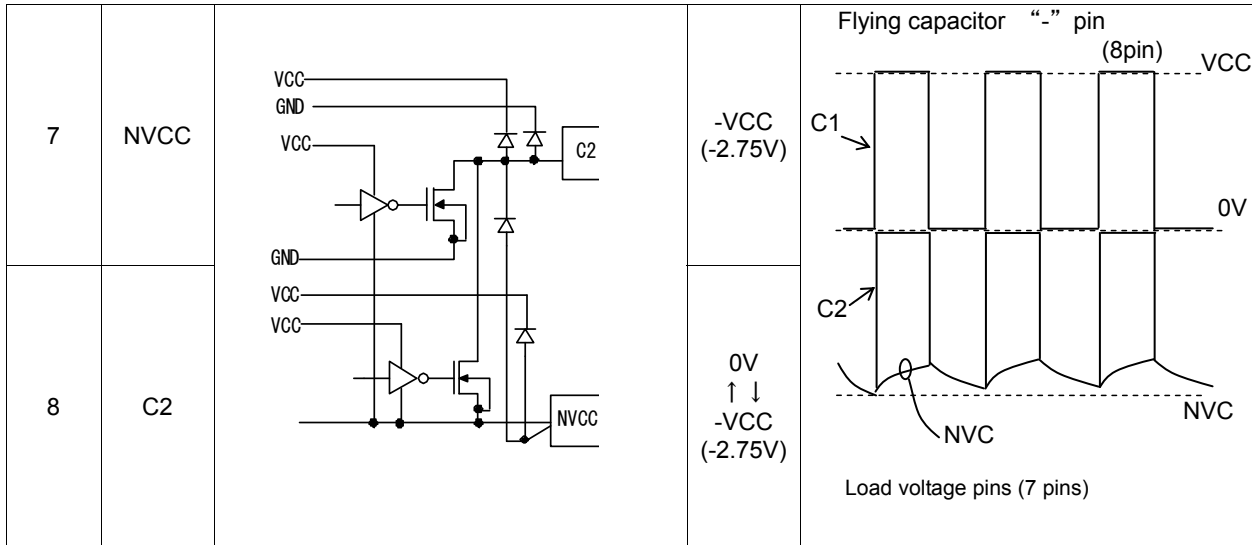 7
NVCC
VCC
GND
VCC
C2
GND
-VCC
(-2.75V)
8
C2
VCC
VCC
NVCC
0V
↑ ↓
-VCC
(-2.75V)
Flying capacitor “-” pin
(8pin)
VCC
C1
0V
C2
NVC
NVC
Load voltage pins (7 pins)